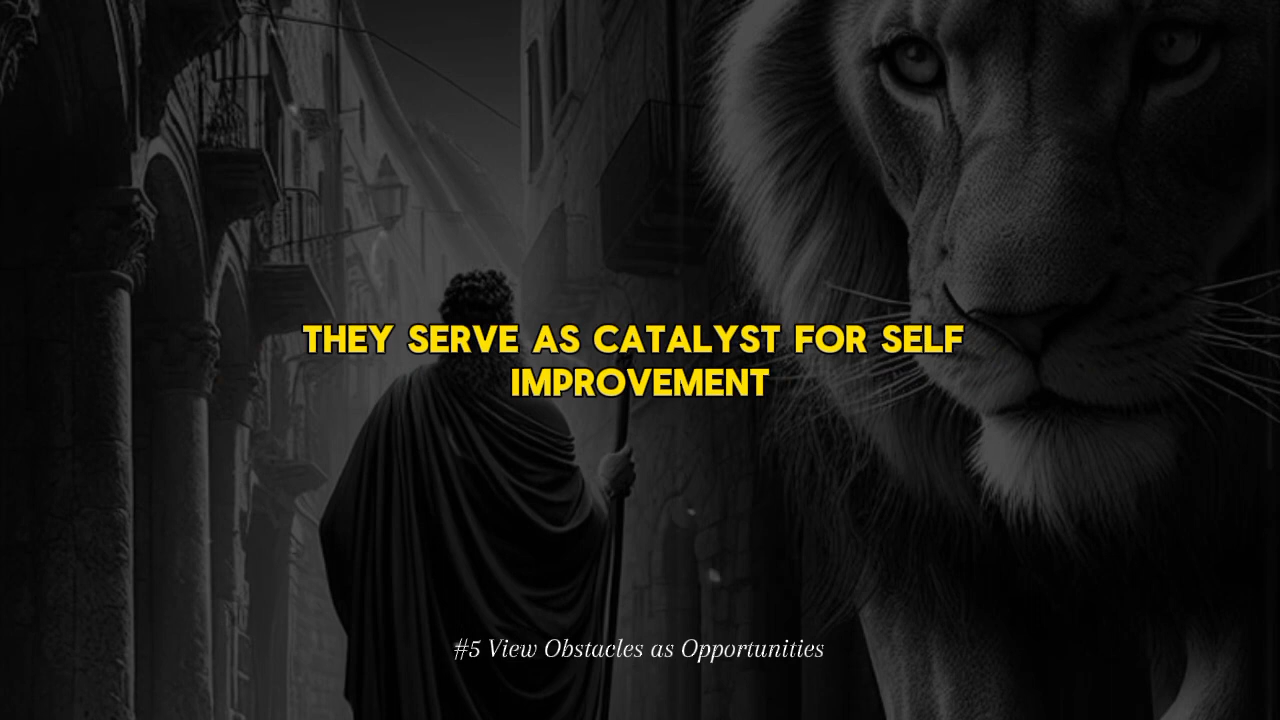 THEY SERVE AS CATALYST FOR SELF
IMPROVEMENT
#5 View Obstacles as Opportunities